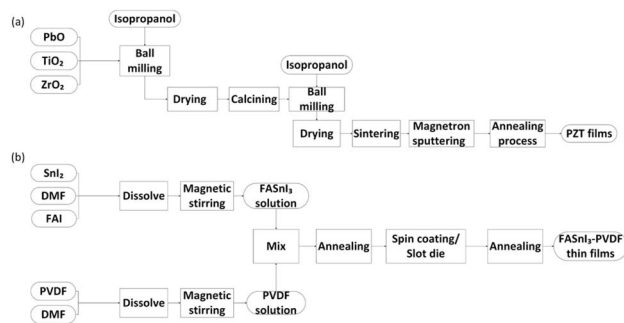 (a)
Isopropanol
PbO
TiO₂
ZrO₂
Ball
milling
Isopropanol
Drying
Calcining
Ball
milling
Drying
Sintering
Magnetron
sputtering
Annealing
process
PZT films
(b)
SnI₂
DMF
FAI
Dissolve
Magnetic
stirring
FASnI₃
solution
Mix
Annealing
Spin coating/
Slot die
Annealing
FASnI₃-PVDF
thin films
PVDF
DMF
Dissolve
Magnetic
stirring
PVDF
solution